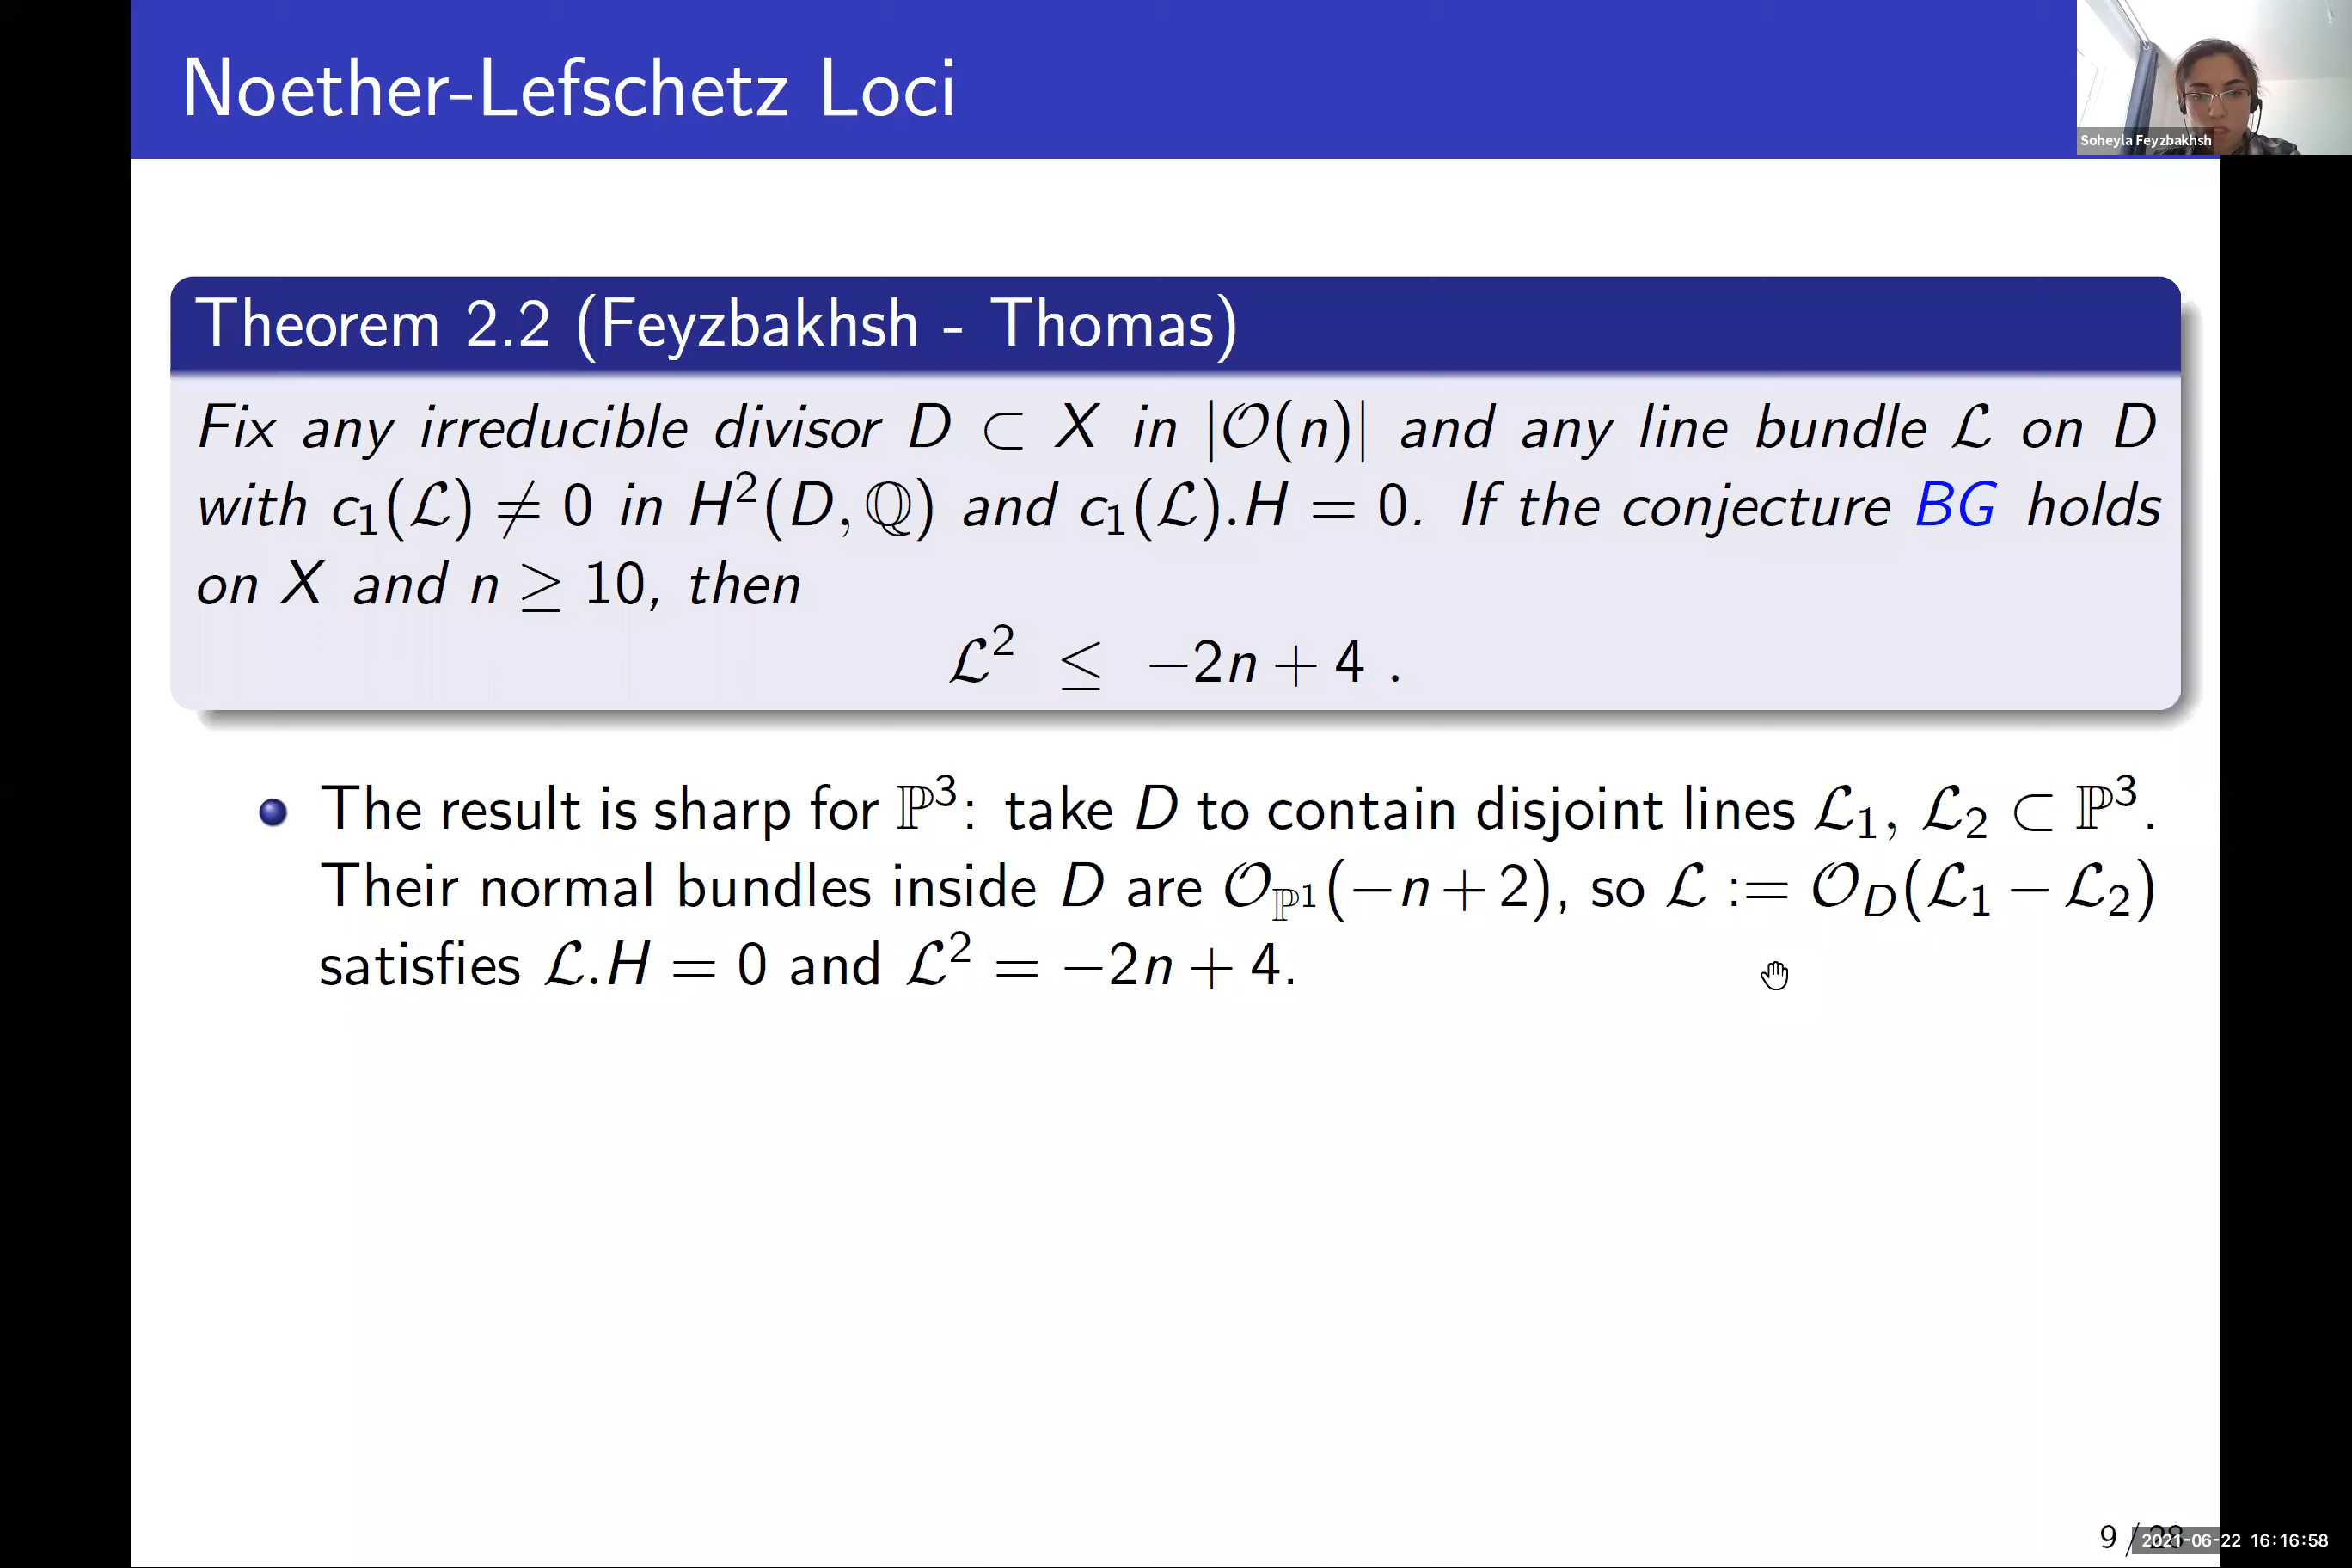 Noether-Lefschetz Loci
Soheyla Feyzbakhsh
Theorem 2.2 (Feyzbakhsh - Thomas)
Fix any irreducible divisor D ⊂ X in |𝒪(n)| and any line bundle ℒ on D
with c₁(ℒ) ≠ 0 in H²(D, ℚ) and c₁(ℒ).H = 0. If the conjecture BG holds
on X and n ≥ 10, then
ℒ² ≤ −2n + 4 .
The result is sharp for ℙ³: take D to contain disjoint lines ℒ₁, ℒ₂ ⊂ ℙ³.
Their normal bundles inside D are 𝒪_ℙ¹(−n + 2), so ℒ := 𝒪_D(ℒ₁ − ℒ₂)
satisfies ℒ.H = 0 and ℒ² = −2n + 4.
9 / 28
2021-06-22 16:16:58